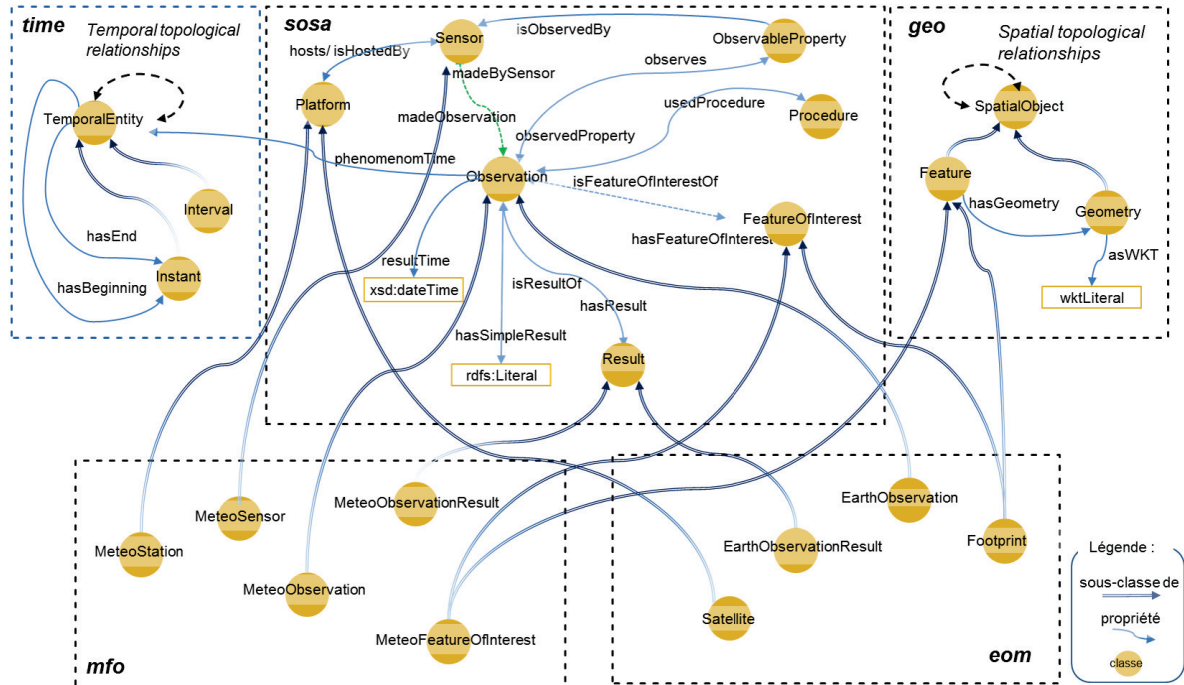 time
Temporal topological
relationships
TemporalEntity
Interval
hasEnd
Instant
hasBeginning
sosa
Sensor
isObservedBy
ObservableProperty
hosts/ isHostedBy
madeBySensor
observes
Platform
madeObservation
usedProcedure
Procedure
observedProperty
phenomenomTime
Observation
isFeatureOfInterestOf
FeatureOfInterest
hasFeatureOfInterest
resultTime
xsd:dateTime
isResultOf
hasResult
hasSimpleResult
Result
rdfs:Literal
geo
Spatial topological
relationships
SpatialObject
Feature
hasGeometry
Geometry
asWKT
wktLiteral
MeteoObservationResult
MeteoSensor
MeteoStation
MeteoObservation
MeteoFeatureOfInterest
mfo
EarthObservation
EarthObservationResult
Footprint
Satellite
eom
Légende :
sous-classe de
propriété
classe